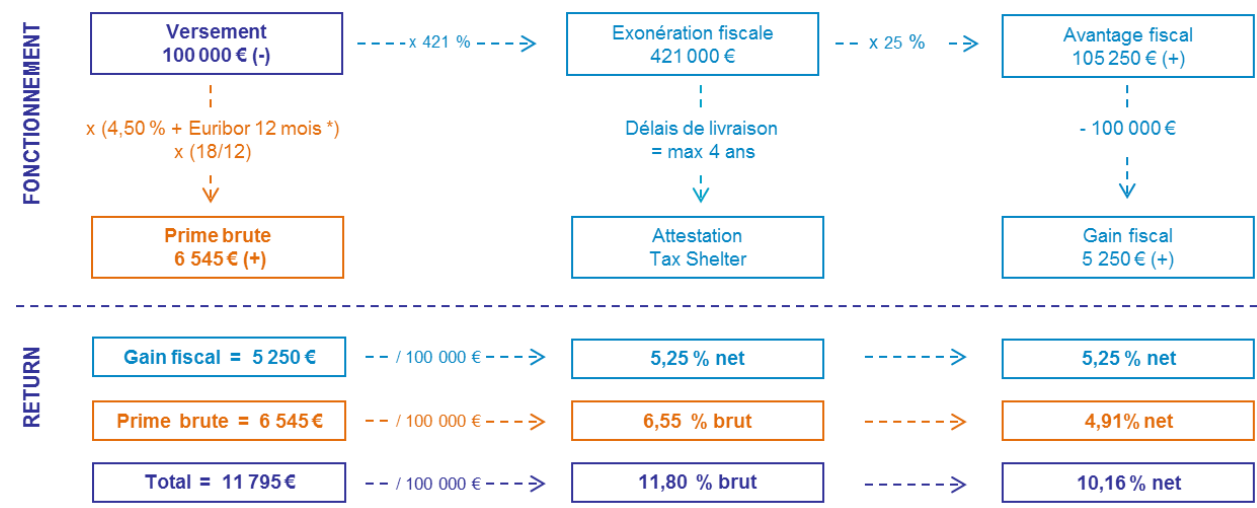 FONCTIONNEMENT
Versement
100 000 € (-)
x 421 %
Exonération fiscale
421 000 €
x 25 %
Avantage fiscal
105 250 € (+)
x (4,50 % + Euribor 12 mois *)
x (18/12)
Délais de livraison
= max 4 ans
- 100 000 €
Prime brute
6 545 € (+)
Attestation
Tax Shelter
Gain fiscal
5 250 € (+)
RETURN
Gain fiscal = 5 250 €
/ 100 000 €
5,25 % net
5,25 % net
Prime brute = 6 545 €
/ 100 000 €
6,55 % brut
4,91% net
Total = 11 795 €
/ 100 000 €
11,80 % brut
10,16 % net